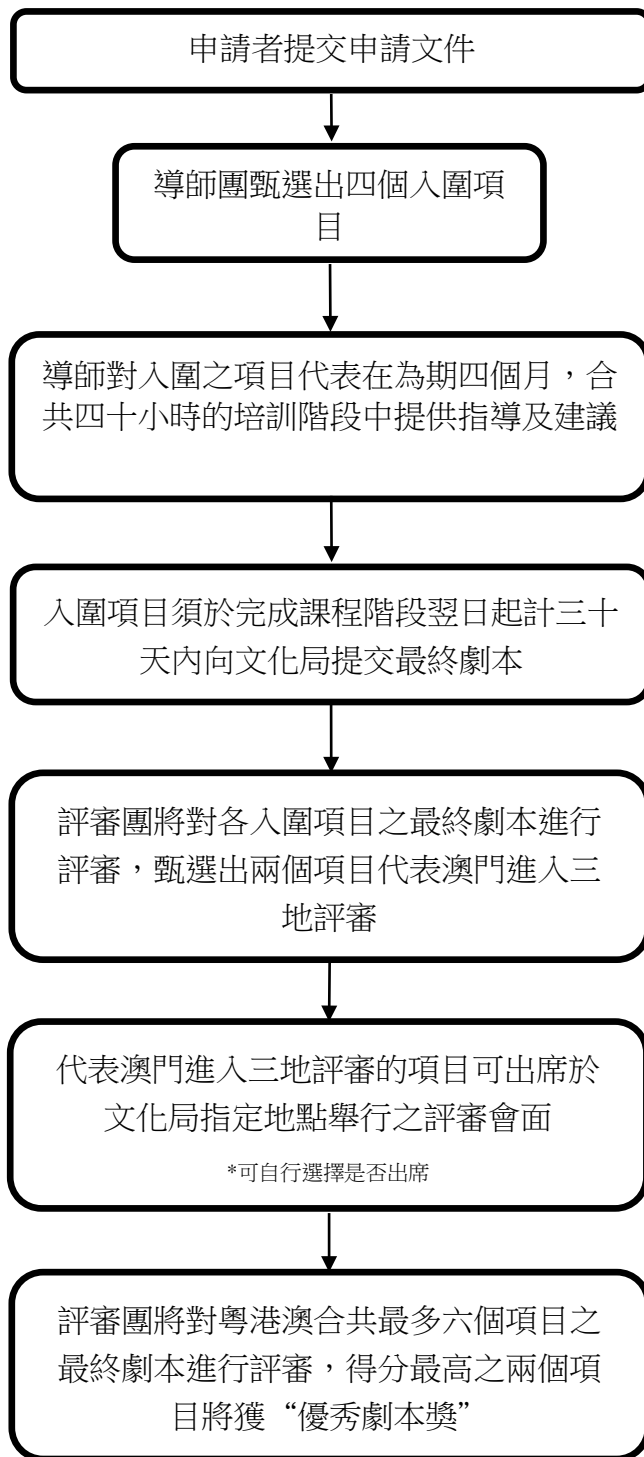 申請者提交申請文件
導師團甄選出四個入圍項
目
導師對入圍之項目代表在為期四個月，合
共四十小時的培訓階段中提供指導及建議
入圍項目須於完成課程階段翌日起計三十
天內向文化局提交最終劇本
評審團將對各入圍項目之最終劇本進行
評審，甄選出兩個項目代表澳門進入三
地評審
代表澳門進入三地評審的項目可出席於
文化局指定地點舉行之評審會面
*可自行選擇是否出席
評審團將對粵港澳合共最多六個項目之
最終劇本進行評審，得分最高之兩個項
目將獲“優秀劇本獎”